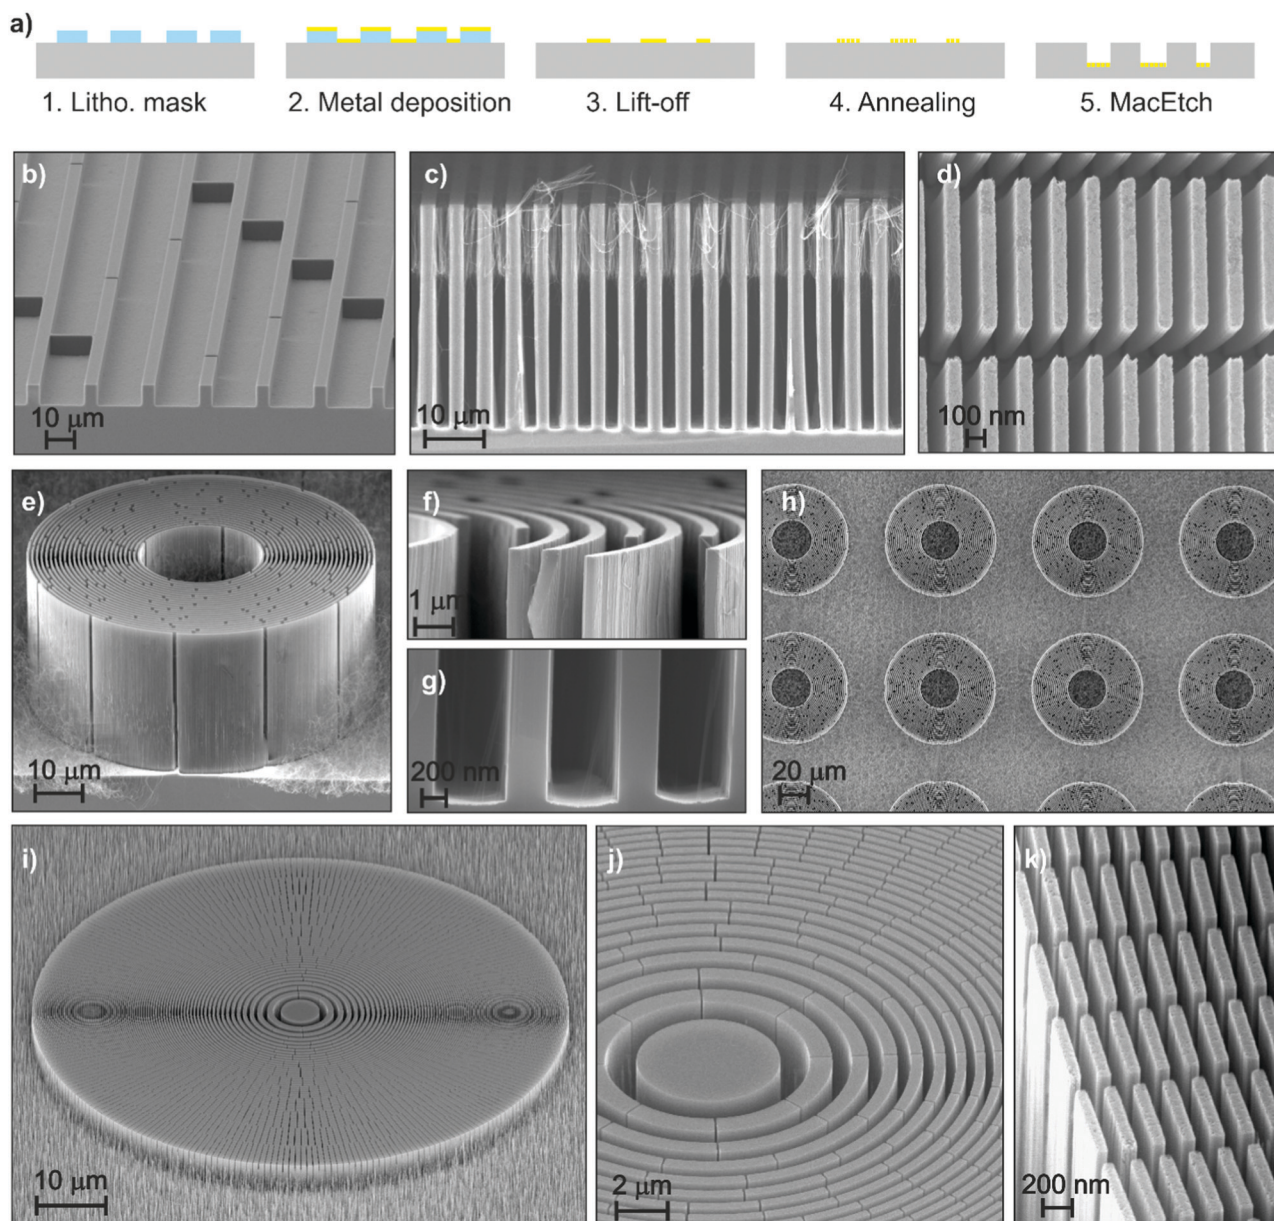 a)
1. Litho. mask
2. Metal deposition
3. Lift-off
4. Annealing
5. MacEtch
b)
10 μm
c)
10 μm
d)
100 nm
e)
10 μm
f)
1 μm
g)
200 nm
h)
20 μm
i)
10 μm
j)
2 μm
k)
200 nm